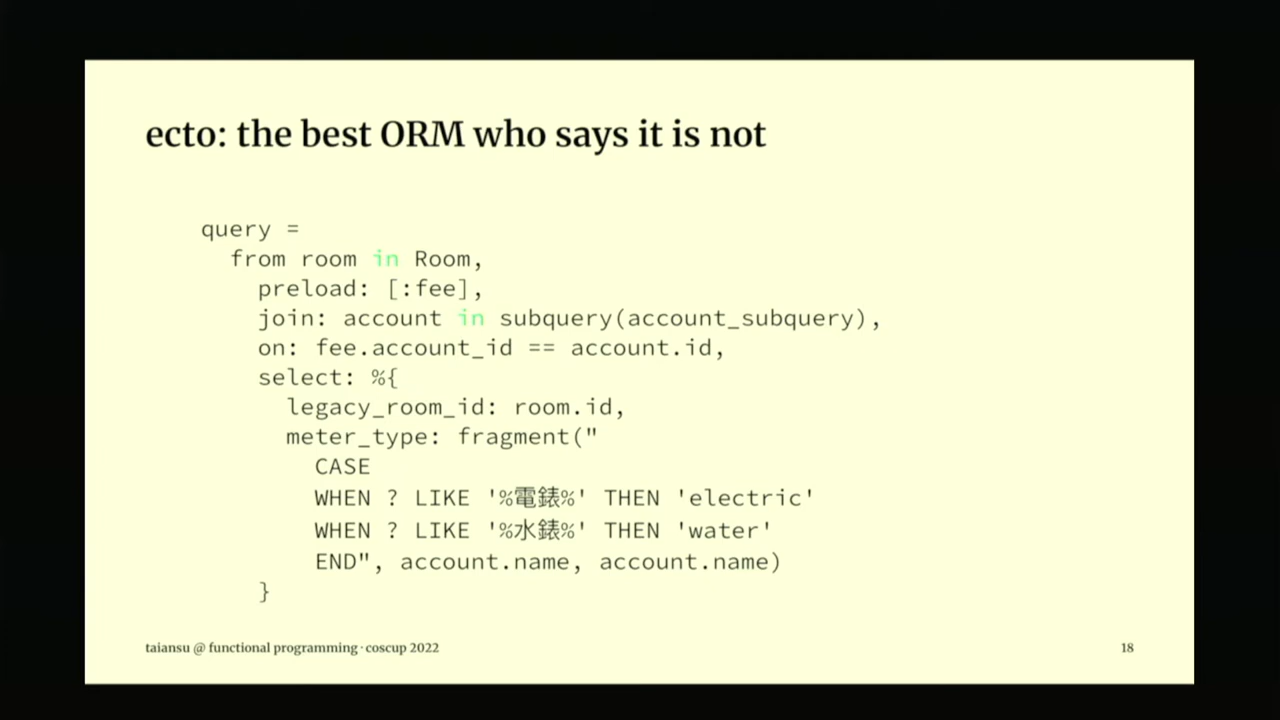 ecto: the best ORM who says it is not
query =
from room in Room,
preload: [:fee],
join: account in subquery(account_subquery),
on: fee.account_id == account.id,
select: %{
legacy_room_id: room.id,
meter_type: fragment("
CASE
WHEN ? LIKE '%電錶%' THEN 'electric'
WHEN ? LIKE '%水錶%' THEN 'water'
END", account.name, account.name)
}
taiansu @ functional programming · coscup 2022
18